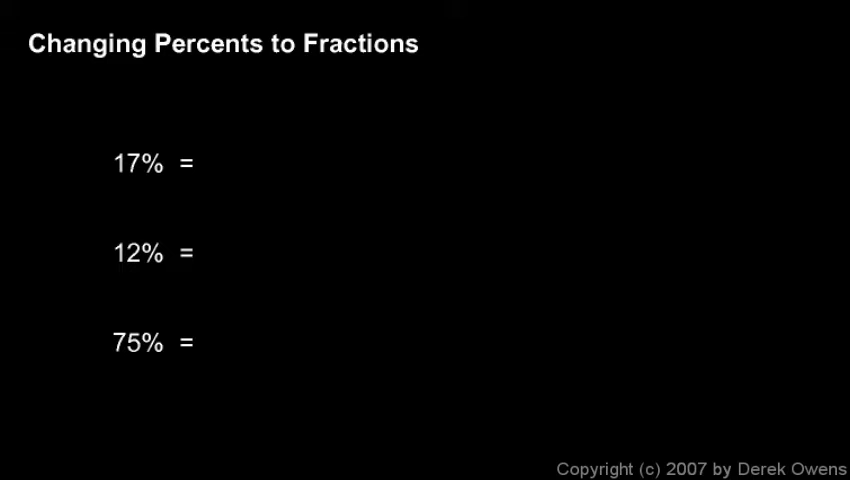 Changing Percents to Fractions
17% =
12% =
75% =
Copyright (c) 2007 by Derek Owens